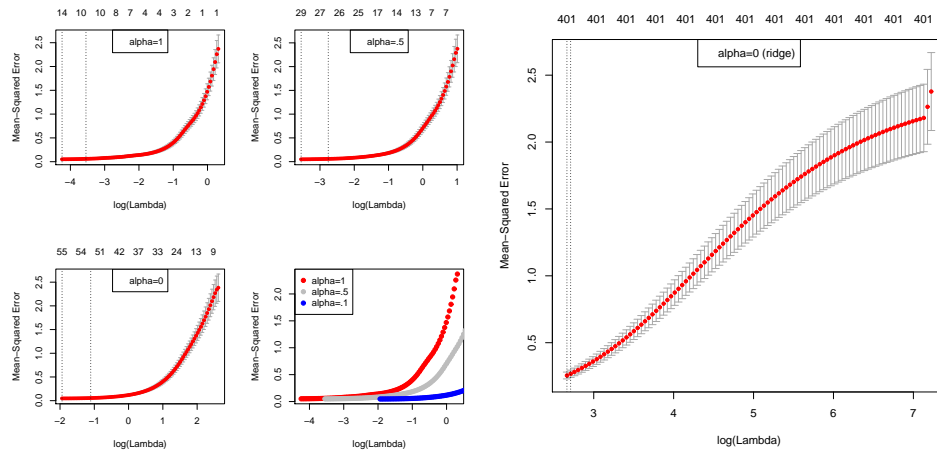 14 10 10 10 8 7 4 2 1 1
alpha=1
Mean−Squared Error
0.0 0.5 1.0 1.5 2.0 2.5
−4 −3 −2 −1 0
log(Lambda)
29 27 26 25 17 14 13 7 7
alpha=.5
Mean−Squared Error
0.0 0.5 1.0 1.5 2.0 2.5
−3 −2 −1 0 1
log(Lambda)
55 54 51 42 37 33 24 13 9
alpha=0
Mean−Squared Error
0.0 0.5 1.0 1.5 2.0 2.5
−2 −1 0 1 2
log(Lambda)
alpha=1
alpha=.5
alpha=.1
Mean−Squared Error
0.0 0.5 1.0 1.5 2.0
−4 −3 −2 −1 0
log(Lambda)
401 401 401 401 401 401 401 401 401 401
alpha=0 (ridge)
Mean−Squared Error
0.5 1.0 1.5 2.0 2.5
3 4 5 6 7
log(Lambda)